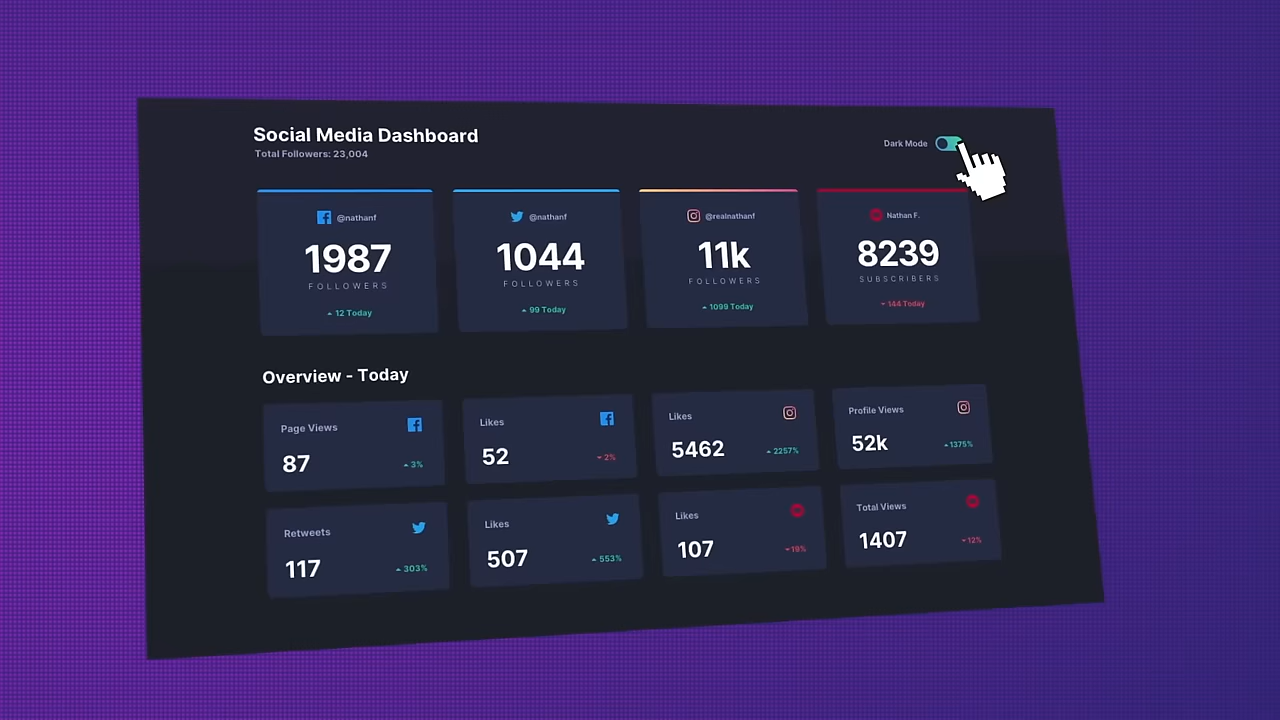 Social Media Dashboard
Total Followers: 23,004
Dark Mode
@nathanf
1987
FOLLOWERS
12 Today
@nathanf
1044
FOLLOWERS
99 Today
@realnathanf
11k
FOLLOWERS
1099 Today
Nathan F.
8239
SUBSCRIBERS
144 Today
Overview - Today
Page Views
87
3%
Likes
52
2%
Likes
5462
2257%
Profile Views
52k
1375%
Retweets
117
303%
Likes
507
553%
Likes
107
19%
Total Views
1407
12%